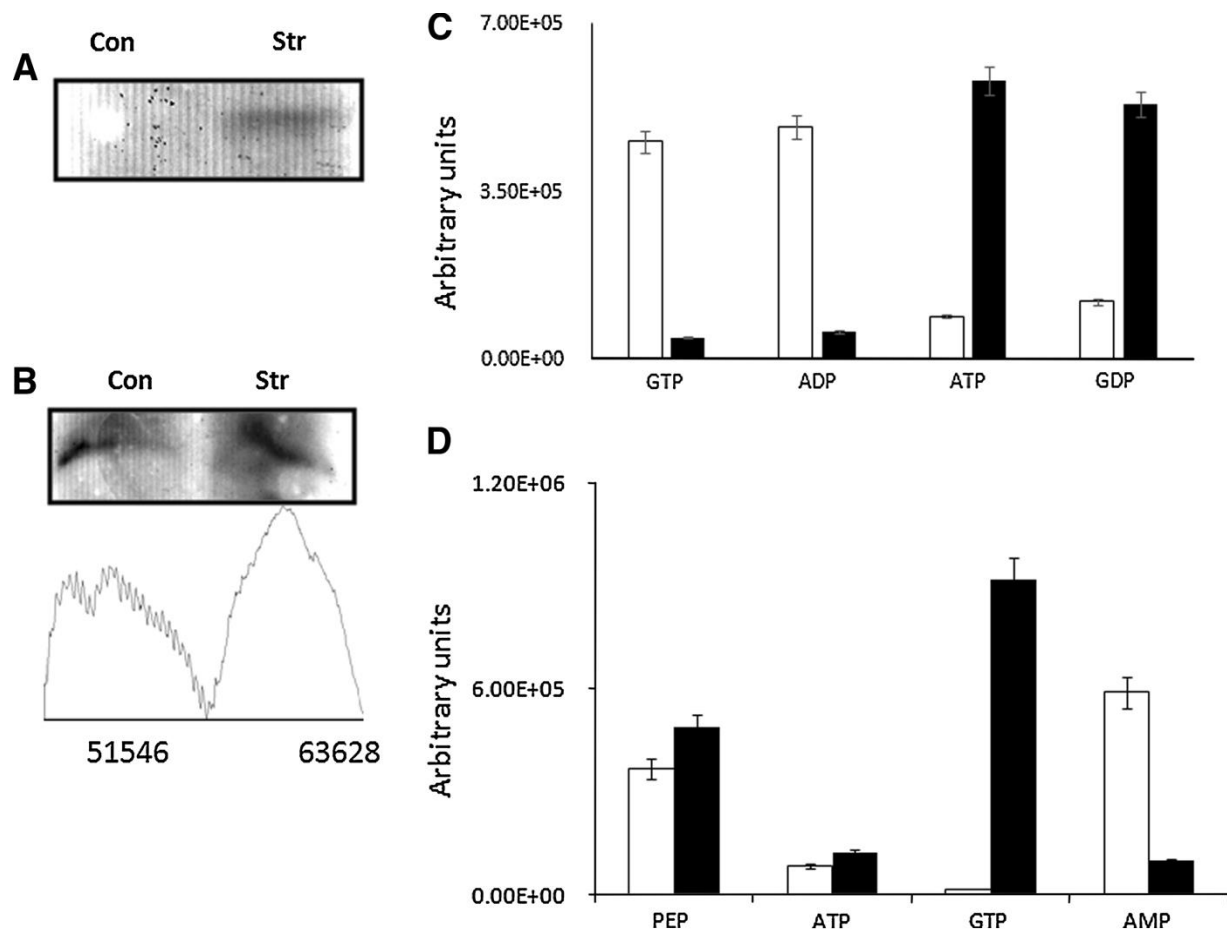 A
Con Str
B
Con Str
51546 63628
C
7.00E+05
3.50E+05
0.00E+00
Arbitrary units
GTP ADP ATP GDP
D
1.20E+06
6.00E+05
0.00E+00
Arbitrary units
PEP ATP GTP AMP